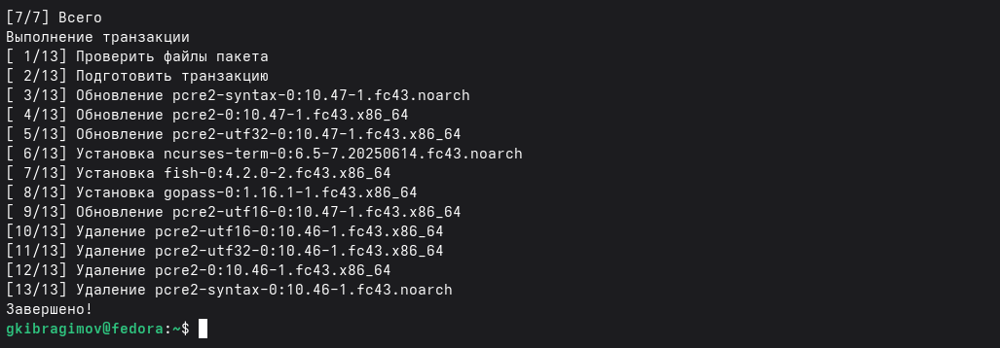 [7/7] Всего
Выполнение транзакции
[ 1/13] Проверить файлы пакета
[ 2/13] Подготовить транзакцию
[ 3/13] Обновление pcre2-syntax-0:10.47-1.fc43.noarch
[ 4/13] Обновление pcre2-0:10.47-1.fc43.x86_64
[ 5/13] Обновление pcre2-utf32-0:10.47-1.fc43.x86_64
[ 6/13] Установка ncurses-term-0:6.5-7.20250614.fc43.noarch
[ 7/13] Установка fish-0:4.2.0-2.fc43.x86_64
[ 8/13] Установка gopass-0:1.16.1-1.fc43.x86_64
[ 9/13] Обновление pcre2-utf16-0:10.47-1.fc43.x86_64
[10/13] Удаление pcre2-utf16-0:10.46-1.fc43.x86_64
[11/13] Удаление pcre2-utf32-0:10.46-1.fc43.x86_64
[12/13] Удаление pcre2-0:10.46-1.fc43.x86_64
[13/13] Удаление pcre2-syntax-0:10.46-1.fc43.noarch
Завершено!
gkibragimov@fedora:~$